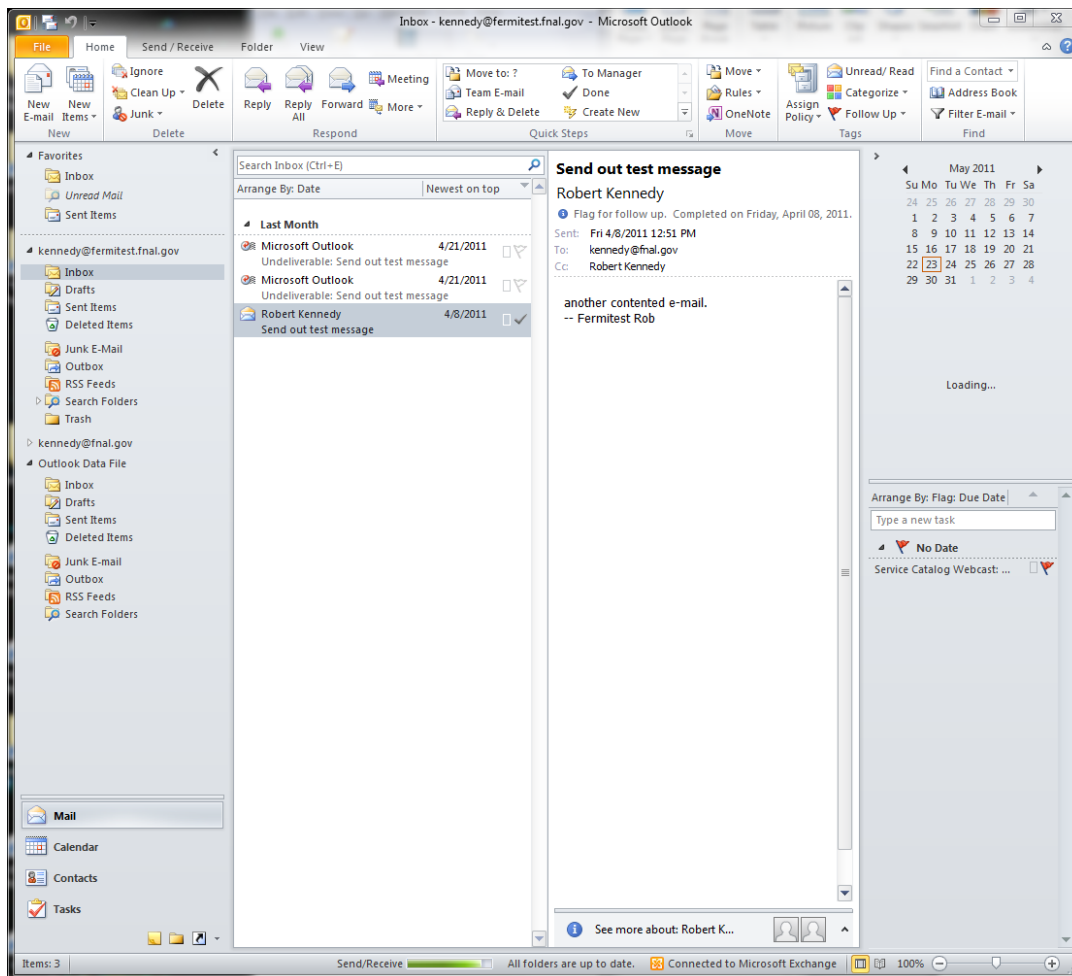 Inbox - kennedy@fermitest.fnal.gov - Microsoft Outlook
File Home Send / Receive Folder View
New E-mail
New Items
New
Ignore
Clean Up
Junk
Delete
Delete
Reply
Reply All
Forward
Meeting
More
Respond
Move to: ?
Team E-mail
Reply & Delete
To Manager
Done
Create New
Quick Steps
Move
Rules
OneNote
Move
Assign Policy
Unread/ Read
Categorize
Follow Up
Tags
Find a Contact
Address Book
Filter E-mail
Find
Favorites
Inbox
Unread Mail
Sent Items
kennedy@fermitest.fnal.gov
Inbox
Drafts
Sent Items
Deleted Items
Junk E-Mail
Outbox
RSS Feeds
Search Folders
Trash
kennedy@fnal.gov
Outlook Data File
Inbox
Drafts
Sent Items
Deleted Items
Junk E-mail
Outbox
RSS Feeds
Search Folders
Mail
Calendar
Contacts
Tasks
Search Inbox (Ctrl+E)
Arrange By: Date Newest on top
Last Month
Microsoft Outlook 4/21/2011
Undeliverable: Send out test message
Microsoft Outlook 4/21/2011
Undeliverable: Send out test message
Robert Kennedy 4/8/2011
Send out test message
Send out test message
Robert Kennedy
Flag for follow up. Completed on Friday, April 08, 2011.
Sent: Fri 4/8/2011 12:51 PM
To: kennedy@fnal.gov
Cc: Robert Kennedy
another contented e-mail.
-- Fermitest Rob
See more about: Robert K...
May 2011
Su Mo Tu We Th Fr Sa
24 25 26 27 28 29 30
1 2 3 4 5 6 7
8 9 10 11 12 13 14
15 16 17 18 19 20 21
22 23 24 25 26 27 28
29 30 31 1 2 3 4
Loading...
Arrange By: Flag: Due Date
Type a new task
No Date
Service Catalog Webcast: ...
Items: 3
Send/Receive
All folders are up to date.
Connected to Microsoft Exchange
100%